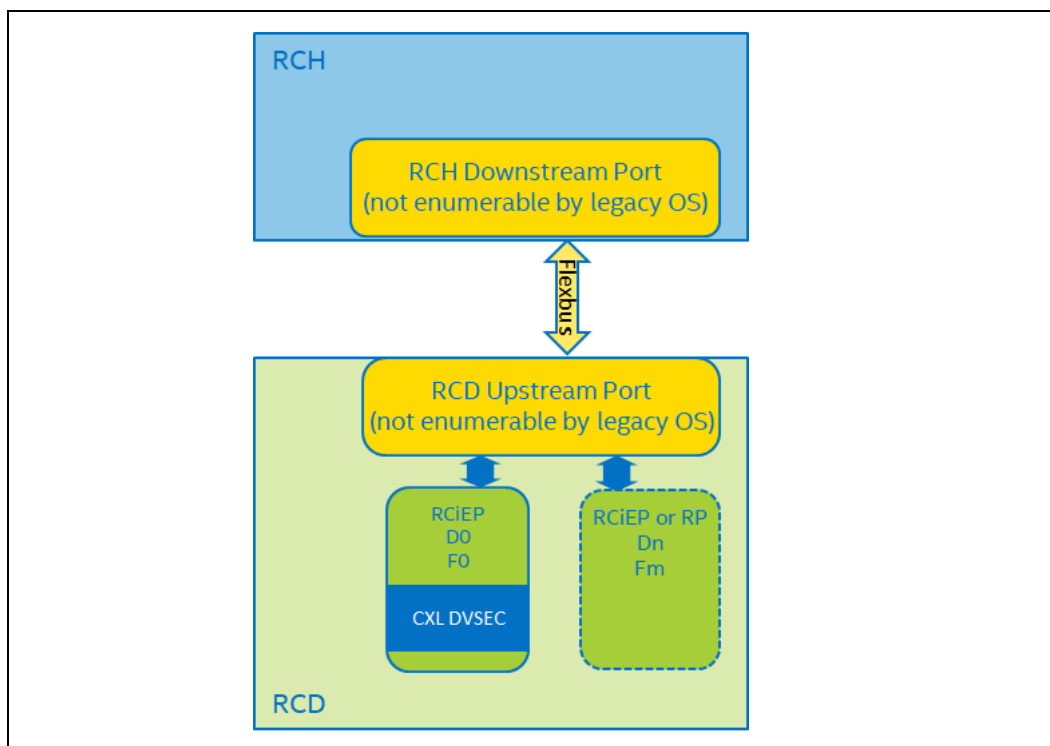 RCH
RCH Downstream Port
(not enumerable by legacy OS)
Flexbus
RCD Upstream Port
(not enumerable by legacy OS)
RCiEP
D0
F0
CXL DVSEC
RCiEP or RP
Dn
Fm
RCD